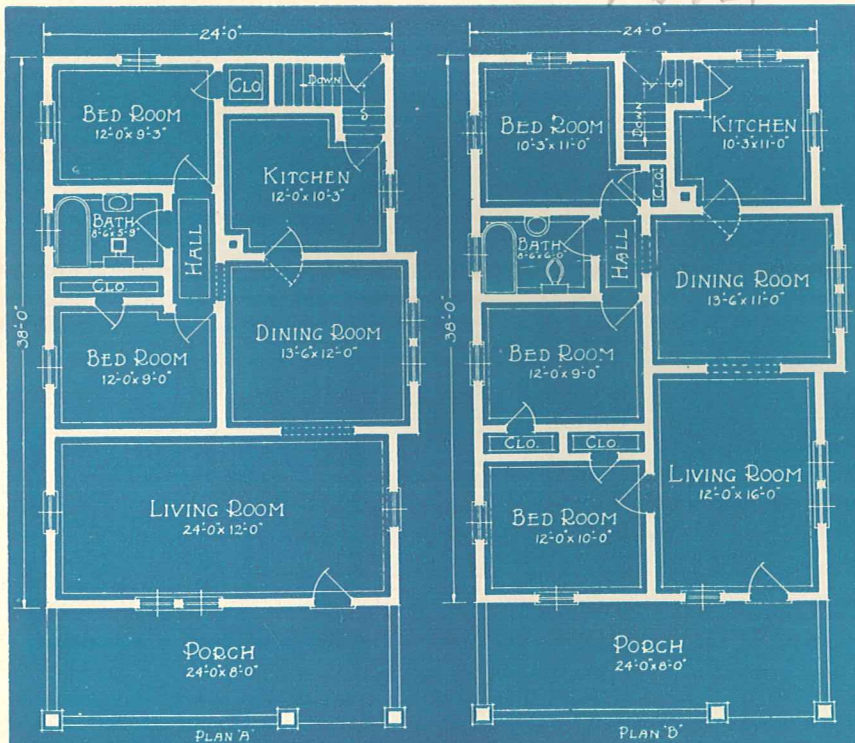 24'-0"
BED ROOM
12'-0" x 9'-3"
CLO.
DOWN
S
KITCHEN
12'-0" x 10'-3"
BATH
8'-6" x 5'-9"
HALL
CLO.
38'-0"
BED ROOM
12'-0" x 9'-0"
DINING ROOM
13'-6" x 12'-0"
LIVING ROOM
24'-0" x 12'-0"
PORCH
24'-0" x 8'-0"
PLAN "A"
24'-0"
BED ROOM
10'-3" x 11'-0"
DOWN
S
KITCHEN
10'-3" x 11'-0"
CLO.
BATH
8'-6" x 6'-0"
HALL
DINING ROOM
13'-6" x 11'-0"
38'-0"
BED ROOM
12'-0" x 9'-0"
CLO. CLO.
LIVING ROOM
12'-0" x 16'-0"
BED ROOM
12'-0" x 10'-0"
PORCH
24'-0" x 8'-0"
PLAN "B"